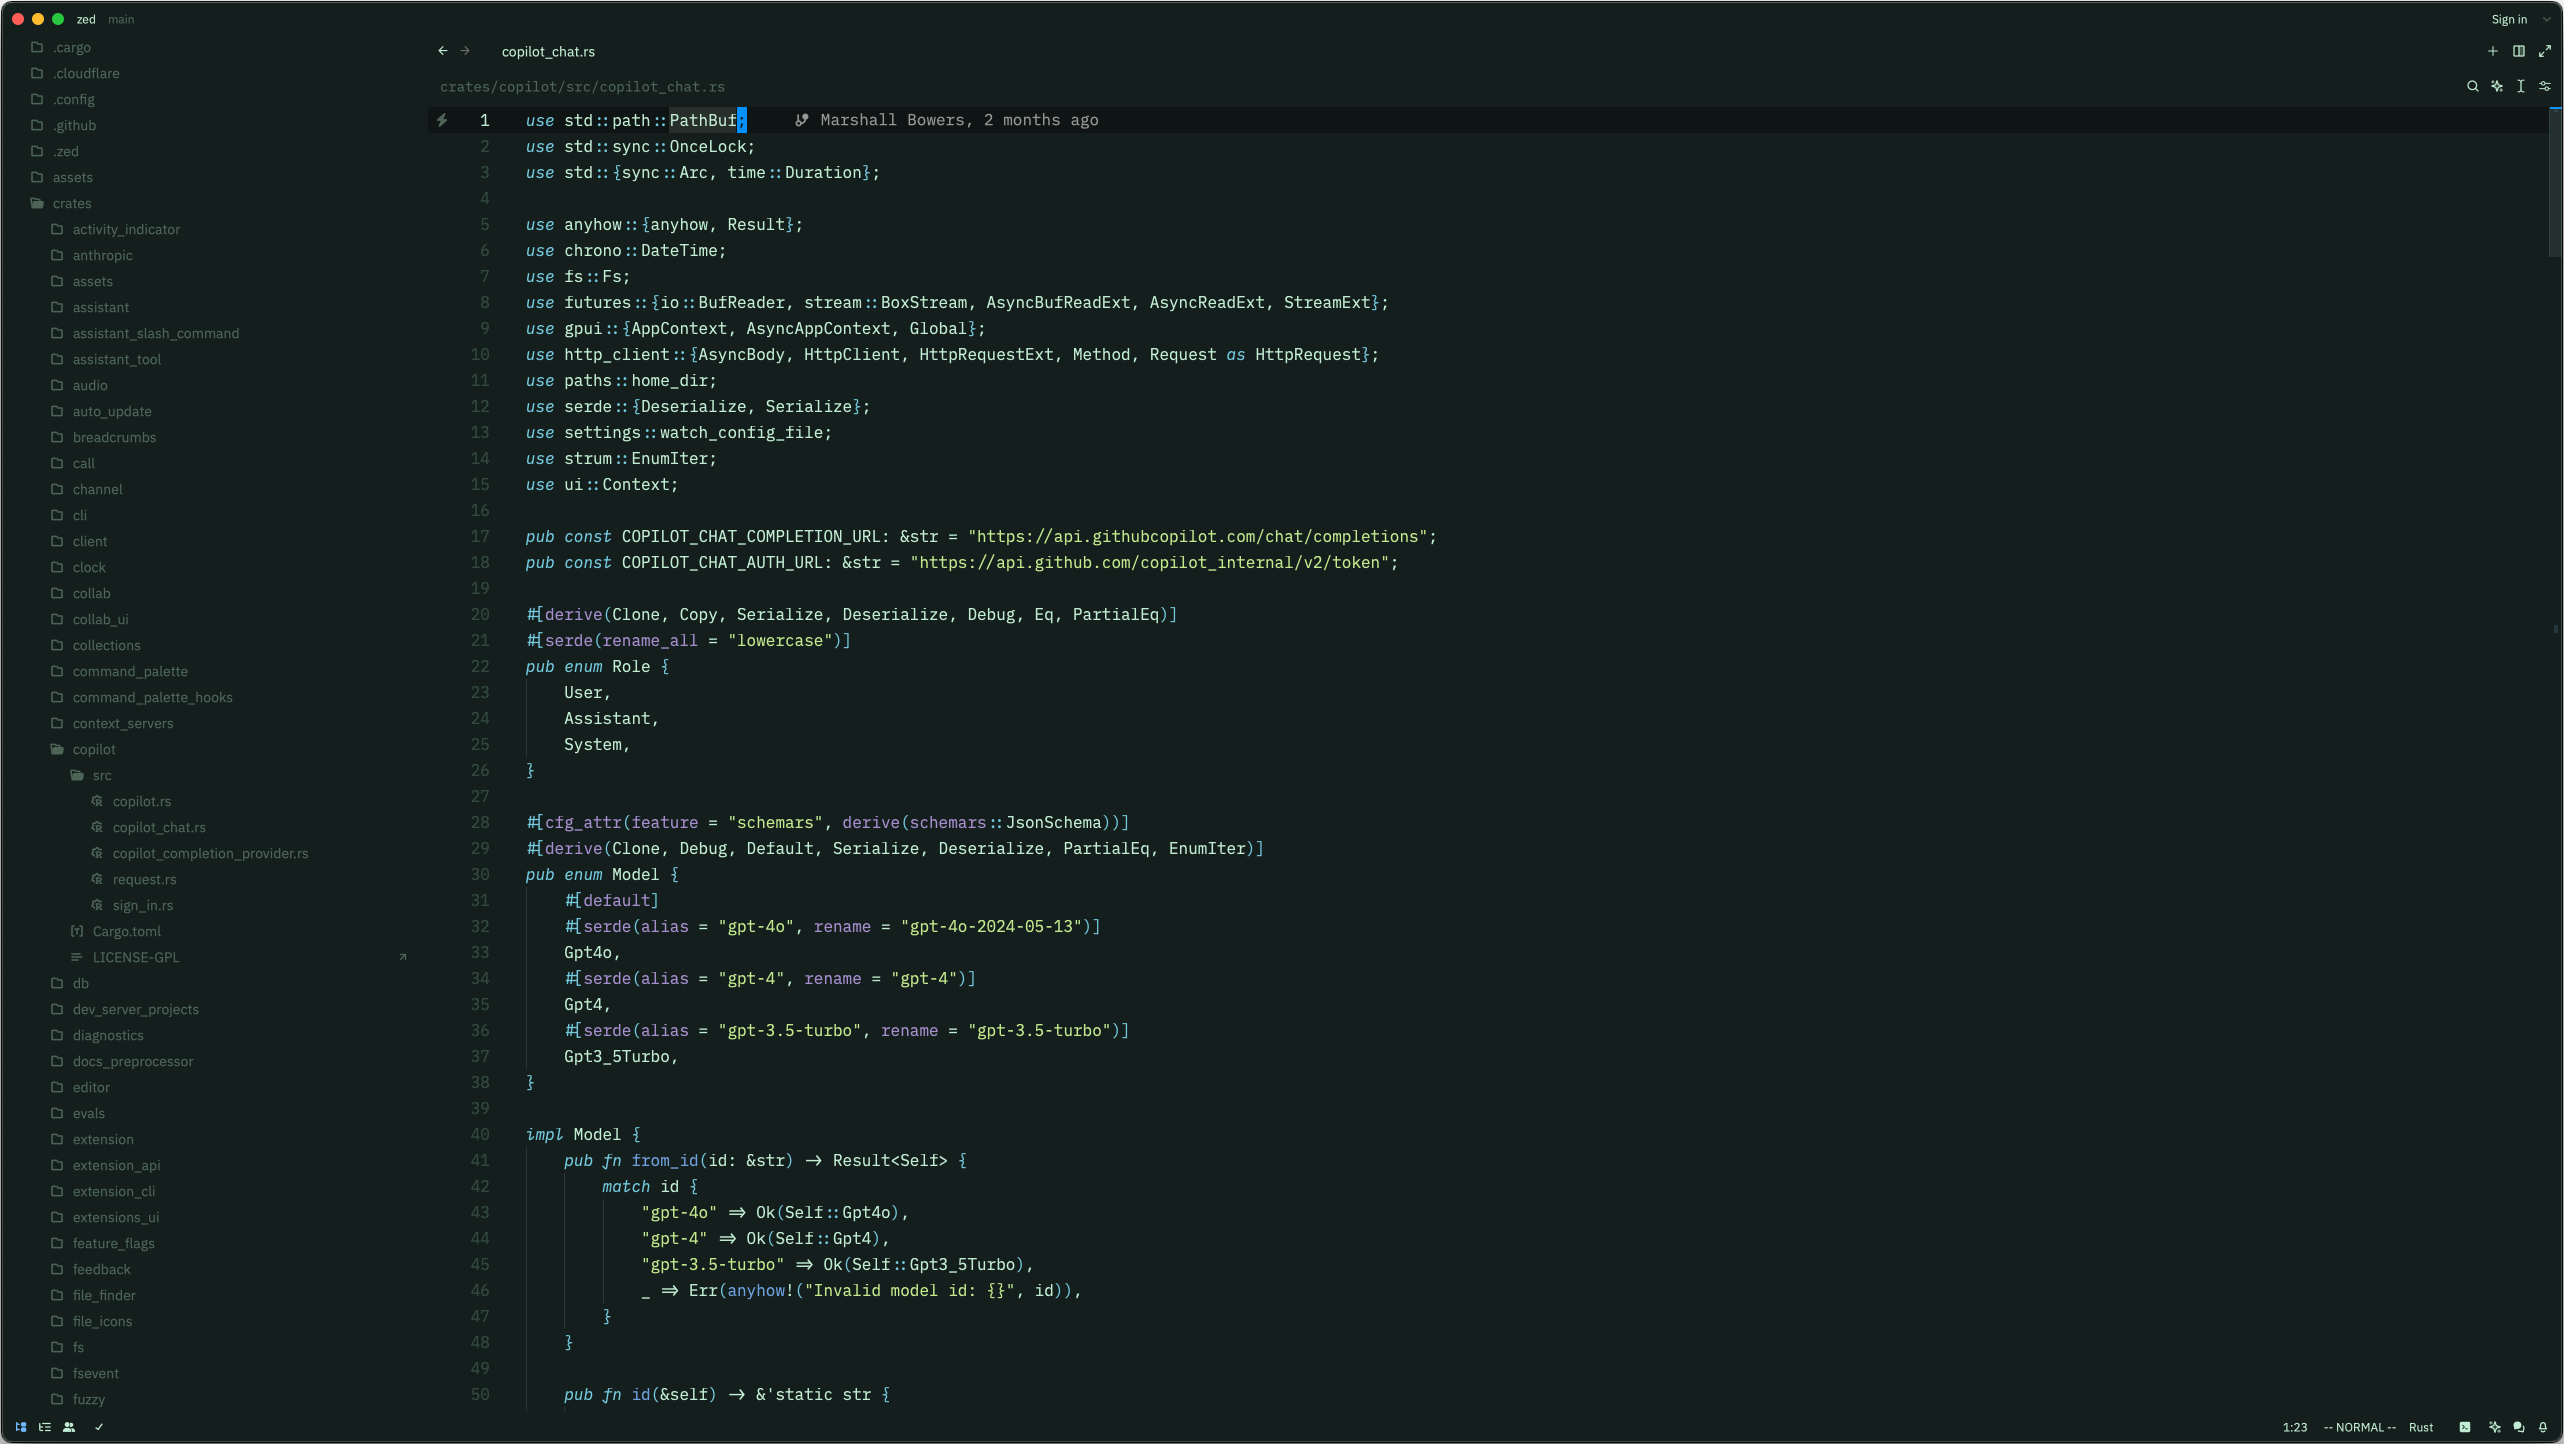 zed main
Sign in
.cargo
.cloudflare
.config
.github
.zed
assets
crates
activity_indicator
anthropic
assets
assistant
assistant_slash_command
assistant_tool
audio
auto_update
breadcrumbs
call
channel
cli
client
clock
collab
collab_ui
collections
command_palette
command_palette_hooks
context_servers
copilot
src
copilot.rs
copilot_chat.rs
copilot_completion_provider.rs
request.rs
sign_in.rs
Cargo.toml
LICENSE-GPL
db
dev_server_projects
diagnostics
docs_preprocessor
editor
evals
extension
extension_api
extension_cli
extensions_ui
feature_flags
feedback
file_finder
file_icons
fs
fsevent
fuzzy
copilot_chat.rs
crates/copilot/src/copilot_chat.rs
1 use std::path::PathBuf; Marshall Bowers, 2 months ago
2 use std::sync::OnceLock;
3 use std::{sync::Arc, time::Duration};
4
5 use anyhow::{anyhow, Result};
6 use chrono::DateTime;
7 use fs::Fs;
8 use futures::{io::BufReader, stream::BoxStream, AsyncBufReadExt, AsyncReadExt, StreamExt};
9 use gpui::{AppContext, AsyncAppContext, Global};
10 use http_client::{AsyncBody, HttpClient, HttpRequestExt, Method, Request as HttpRequest};
11 use paths::home_dir;
12 use serde::{Deserialize, Serialize};
13 use settings::watch_config_file;
14 use strum::EnumIter;
15 use ui::Context;
16
17 pub const COPILOT_CHAT_COMPLETION_URL: &str = "https://api.githubcopilot.com/chat/completions";
18 pub const COPILOT_CHAT_AUTH_URL: &str = "https://api.github.com/copilot_internal/v2/token";
19
20 #[derive(Clone, Copy, Serialize, Deserialize, Debug, Eq, PartialEq)]
21 #[serde(rename_all = "lowercase")]
22 pub enum Role {
23 User,
24 Assistant,
25 System,
26 }
27
28 #[cfg_attr(feature = "schemars", derive(schemars::JsonSchema))]
29 #[derive(Clone, Debug, Default, Serialize, Deserialize, PartialEq, EnumIter)]
30 pub enum Model {
31 #[default]
32 #[serde(alias = "gpt-4o", rename = "gpt-4o-2024-05-13")]
33 Gpt4o,
34 #[serde(alias = "gpt-4", rename = "gpt-4")]
35 Gpt4,
36 #[serde(alias = "gpt-3.5-turbo", rename = "gpt-3.5-turbo")]
37 Gpt3_5Turbo,
38 }
39
40 impl Model {
41 pub fn from_id(id: &str) -> Result<Self> {
42 match id {
43 "gpt-4o" => Ok(Self::Gpt4o),
44 "gpt-4" => Ok(Self::Gpt4),
45 "gpt-3.5-turbo" => Ok(Self::Gpt3_5Turbo),
46 _ => Err(anyhow!("Invalid model id: {}", id)),
47 }
48 }
49
50 pub fn id(&self) -> &'static str {
1:23 -- NORMAL -- Rust